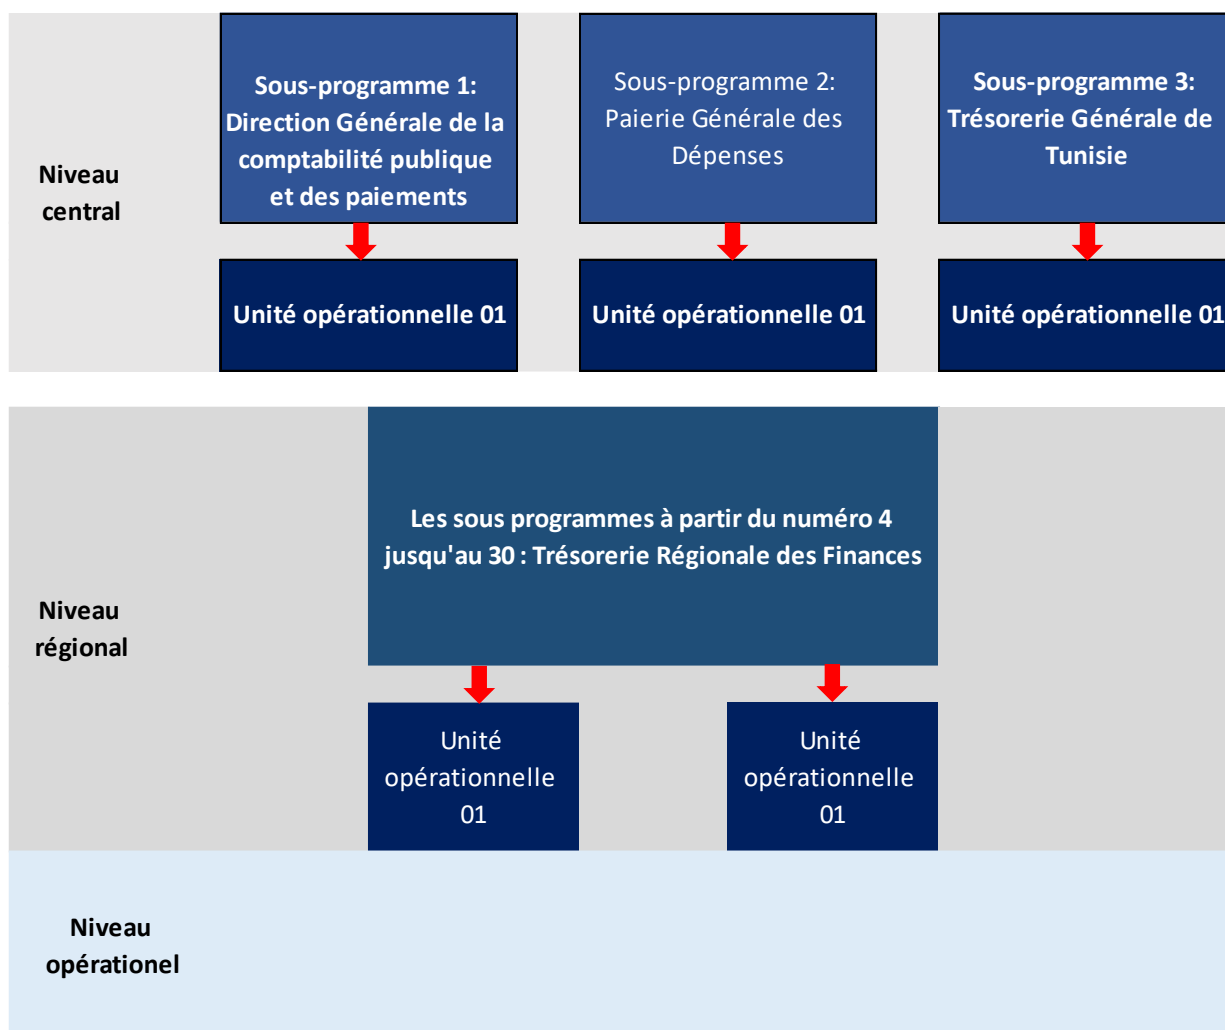 Sous-programme 1:
Direction Générale de la
comptabilité publique
et des paiements
Sous-programme 2:
Paierie Générale des
Dépenses
Sous-programme 3:
Trésorerie Générale de
Tunisie
Niveau
central
Unité opérationnelle 01
Unité opérationnelle 01
Unité opérationnelle 01
Les sous programmes à partir du numéro 4
jusqu'au 30 : Trésorerie Régionale des Finances
Niveau
régional
Unité
opérationnelle
01
Unité
opérationnelle
01
Niveau
opérationel